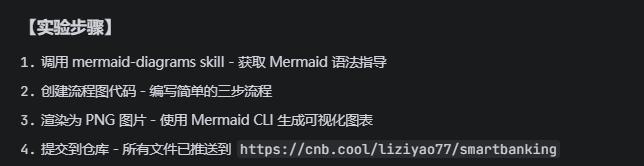 【实验步骤】
1. 调用 mermaid-diagrams skill - 获取 Mermaid 语法指导
2. 创建流程图代码 - 编写简单的三步流程
3. 渲染为 PNG 图片 - 使用 Mermaid CLI 生成可视化图表
4. 提交到仓库 - 所有文件已推送到 https://cnb.cool/liziyao77/smartbanking